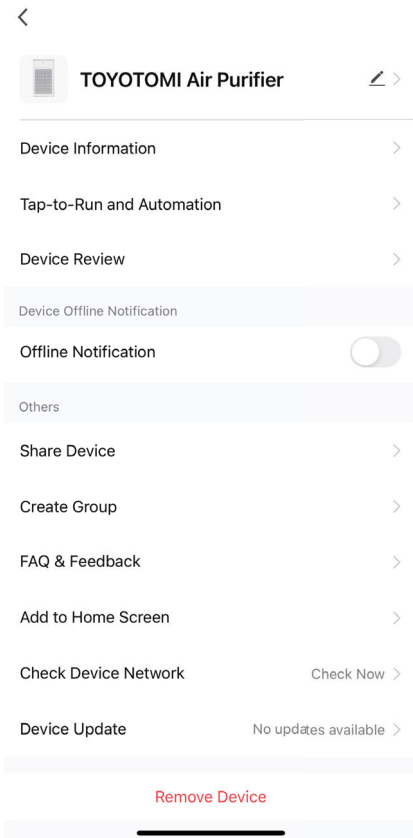 TOYOTOMI Air Purifier
Device Information
Tap-to-Run and Automation
Device Review
Device Offline Notification
Offline Notification
Others
Share Device
Create Group
FAQ & Feedback
Add to Home Screen
Check Device Network Check Now
Device Update No updates available
Remove Device